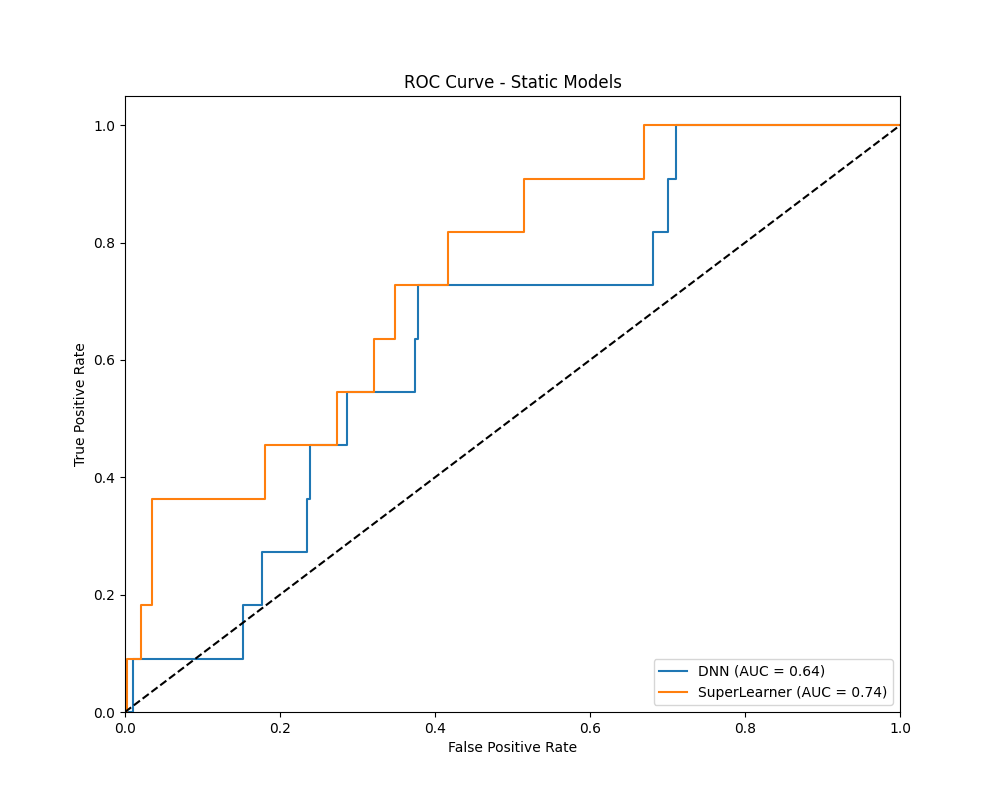 ROC Curve - Static Models
True Positive Rate
1.0
0.8
0.6
0.4
0.2
0.0
0.0 0.2 0.4 0.6 0.8 1.0
False Positive Rate
DNN (AUC = 0.64)
SuperLearner (AUC = 0.74)